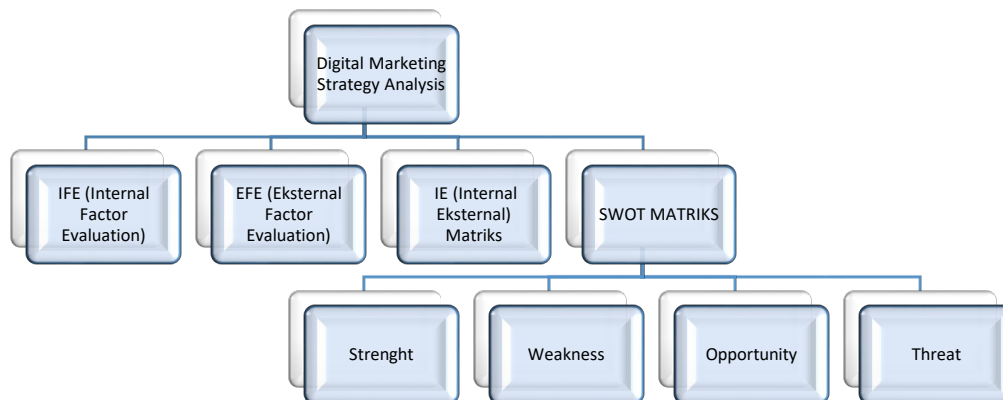 Digital Marketing
Strategy Analysis
IFE (Internal
Factor
Evaluation)
EFE (Eksternal
Factor
Evaluation)
IE (Internal
Eksternal)
Matriks
SWOT MATRIKS
Strenght
Weakness
Opportunity
Threat